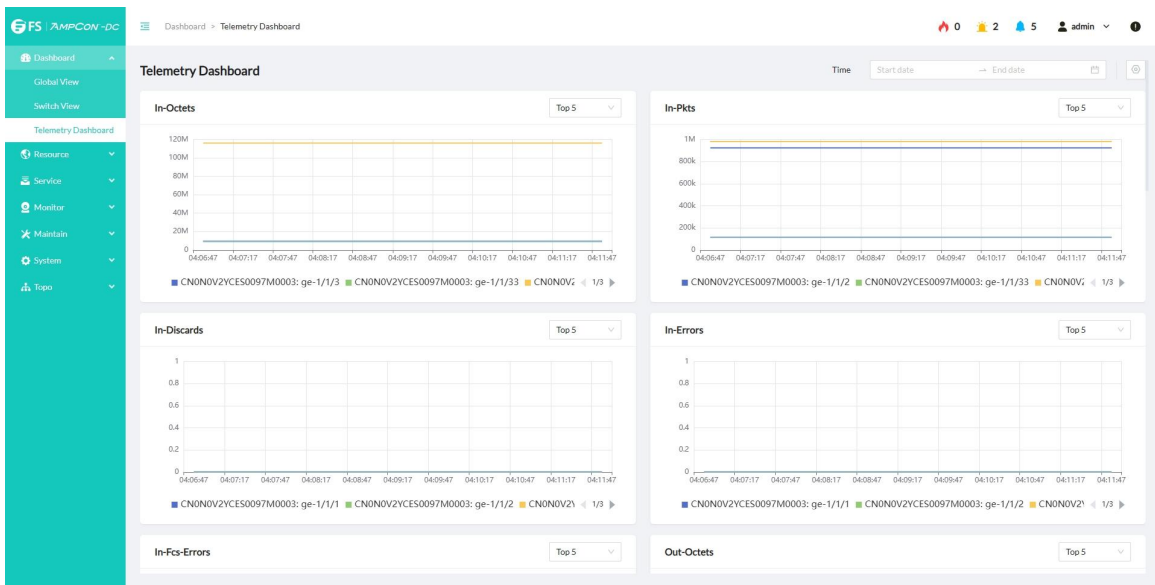 FS AMPCON-DC
Dashboard > Telemetry Dashboard
0 2 5 admin
Dashboard
Global View
Switch View
Telemetry Dashboard
Resource
Service
Monitor
Maintain
System
Topo
Telemetry Dashboard
Time Start date → End date
In-Octets Top 5
120M
100M
80M
60M
40M
20M
0
04:06:47 04:07:17 04:07:47 04:08:17 04:08:47 04:09:17 04:09:47 04:10:17 04:10:47 04:11:17 04:11:47
CN0N0V2YCES0097M0003: ge-1/1/3 CN0N0V2YCES0097M0003: ge-1/1/33 CN0N0V2 1/3
In-Pkts Top 5
1M
800k
600k
400k
200k
0
04:06:47 04:07:17 04:07:47 04:08:17 04:08:47 04:09:17 04:09:47 04:10:17 04:10:47 04:11:17 04:11:47
CN0N0V2YCES0097M0003: ge-1/1/2 CN0N0V2YCES0097M0003: ge-1/1/33 CN0N0V2 1/3
In-Discards Top 5
1
0.8
0.6
0.4
0.2
0
04:06:47 04:07:17 04:07:47 04:08:17 04:08:47 04:09:17 04:09:47 04:10:17 04:10:47 04:11:17 04:11:47
CN0N0V2YCES0097M0003: ge-1/1/1 CN0N0V2YCES0097M0003: ge-1/1/2 CN0N0V2Y 1/3
In-Errors Top 5
1
0.8
0.6
0.4
0.2
0
04:06:47 04:07:17 04:07:47 04:08:17 04:08:47 04:09:17 04:09:47 04:10:17 04:10:47 04:11:17 04:11:47
CN0N0V2YCES0097M0003: ge-1/1/1 CN0N0V2YCES0097M0003: ge-1/1/2 CN0N0V2Y 1/3
In-Fcs-Errors Top 5
Out-Octets Top 5